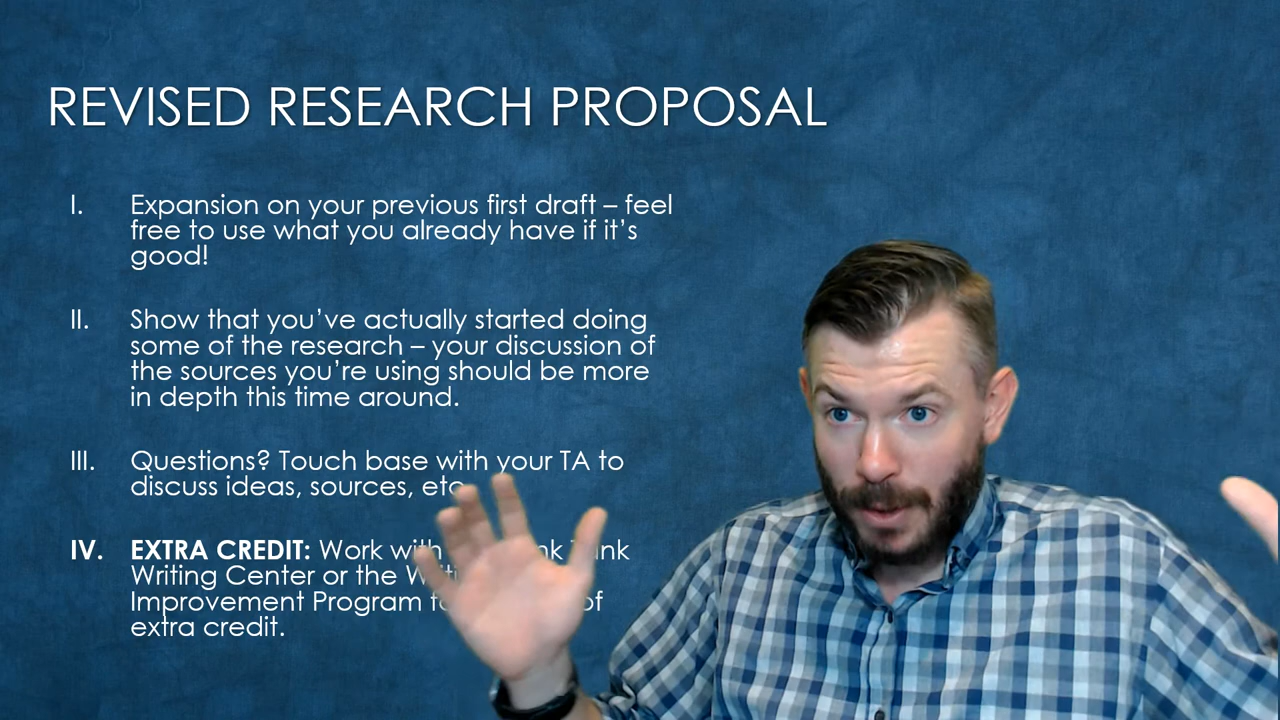 REVISED RESEARCH PROPOSAL
I. Expansion on your previous first draft – feel
free to use what you already have if it's
good!
II. Show that you've actually started doing
some of the research – your discussion of
the sources you're using should be more
in depth this time around.
III. Questions? Touch base with your TA to
discuss ideas, sources, etc
IV. EXTRA CREDIT: Work with
Writing Center or the
Improvement Program of
extra credit.